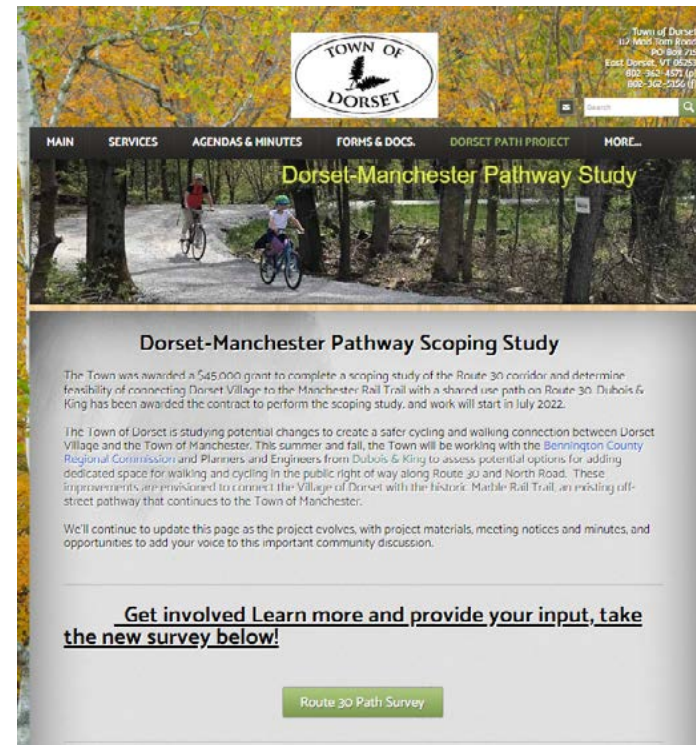 TOWN OF
DORSET
Town of Dorset
112 Mad Tom Road
PO Box 715
East Dorset, VT 05253
802-362-4571 (p)
802-362-5156 (f)
Search
MAIN SERVICES AGENDAS & MINUTES FORMS & DOCS. DORSET PATH PROJECT MORE...
Dorset-Manchester Pathway Study
Dorset-Manchester Pathway Scoping Study
The Town was awarded a $45,000 grant to complete a scoping study of the Route 30 corridor and determine
feasibility of connecting Dorset Village to the Manchester Rail Trail with a shared use path on Route 30. Dubois &
King has been awarded the contract to perform the scoping study, and work will start in July 2022.
The Town of Dorset is studying potential changes to create a safer cycling and walking connection between Dorset
Village and the Town of Manchester. This summer and fall, the Town will be working with the Bennington County
Regional Commission and Planners and Engineers from Dubois & King to assess potential options for adding
dedicated space for walking and cycling in the public right of way along Route 30 and North Road. These
improvements are envisioned to connect the Village of Dorset with the historic Marble Rail Trail, an existing off-
street pathway that continues to the Town of Manchester.
We'll continue to update this page as the project evolves, with project materials, meeting notices and minutes, and
opportunities to add your voice to this important community discussion.
Get involved Learn more and provide your input, take
the new survey below!
Route 30 Path Survey